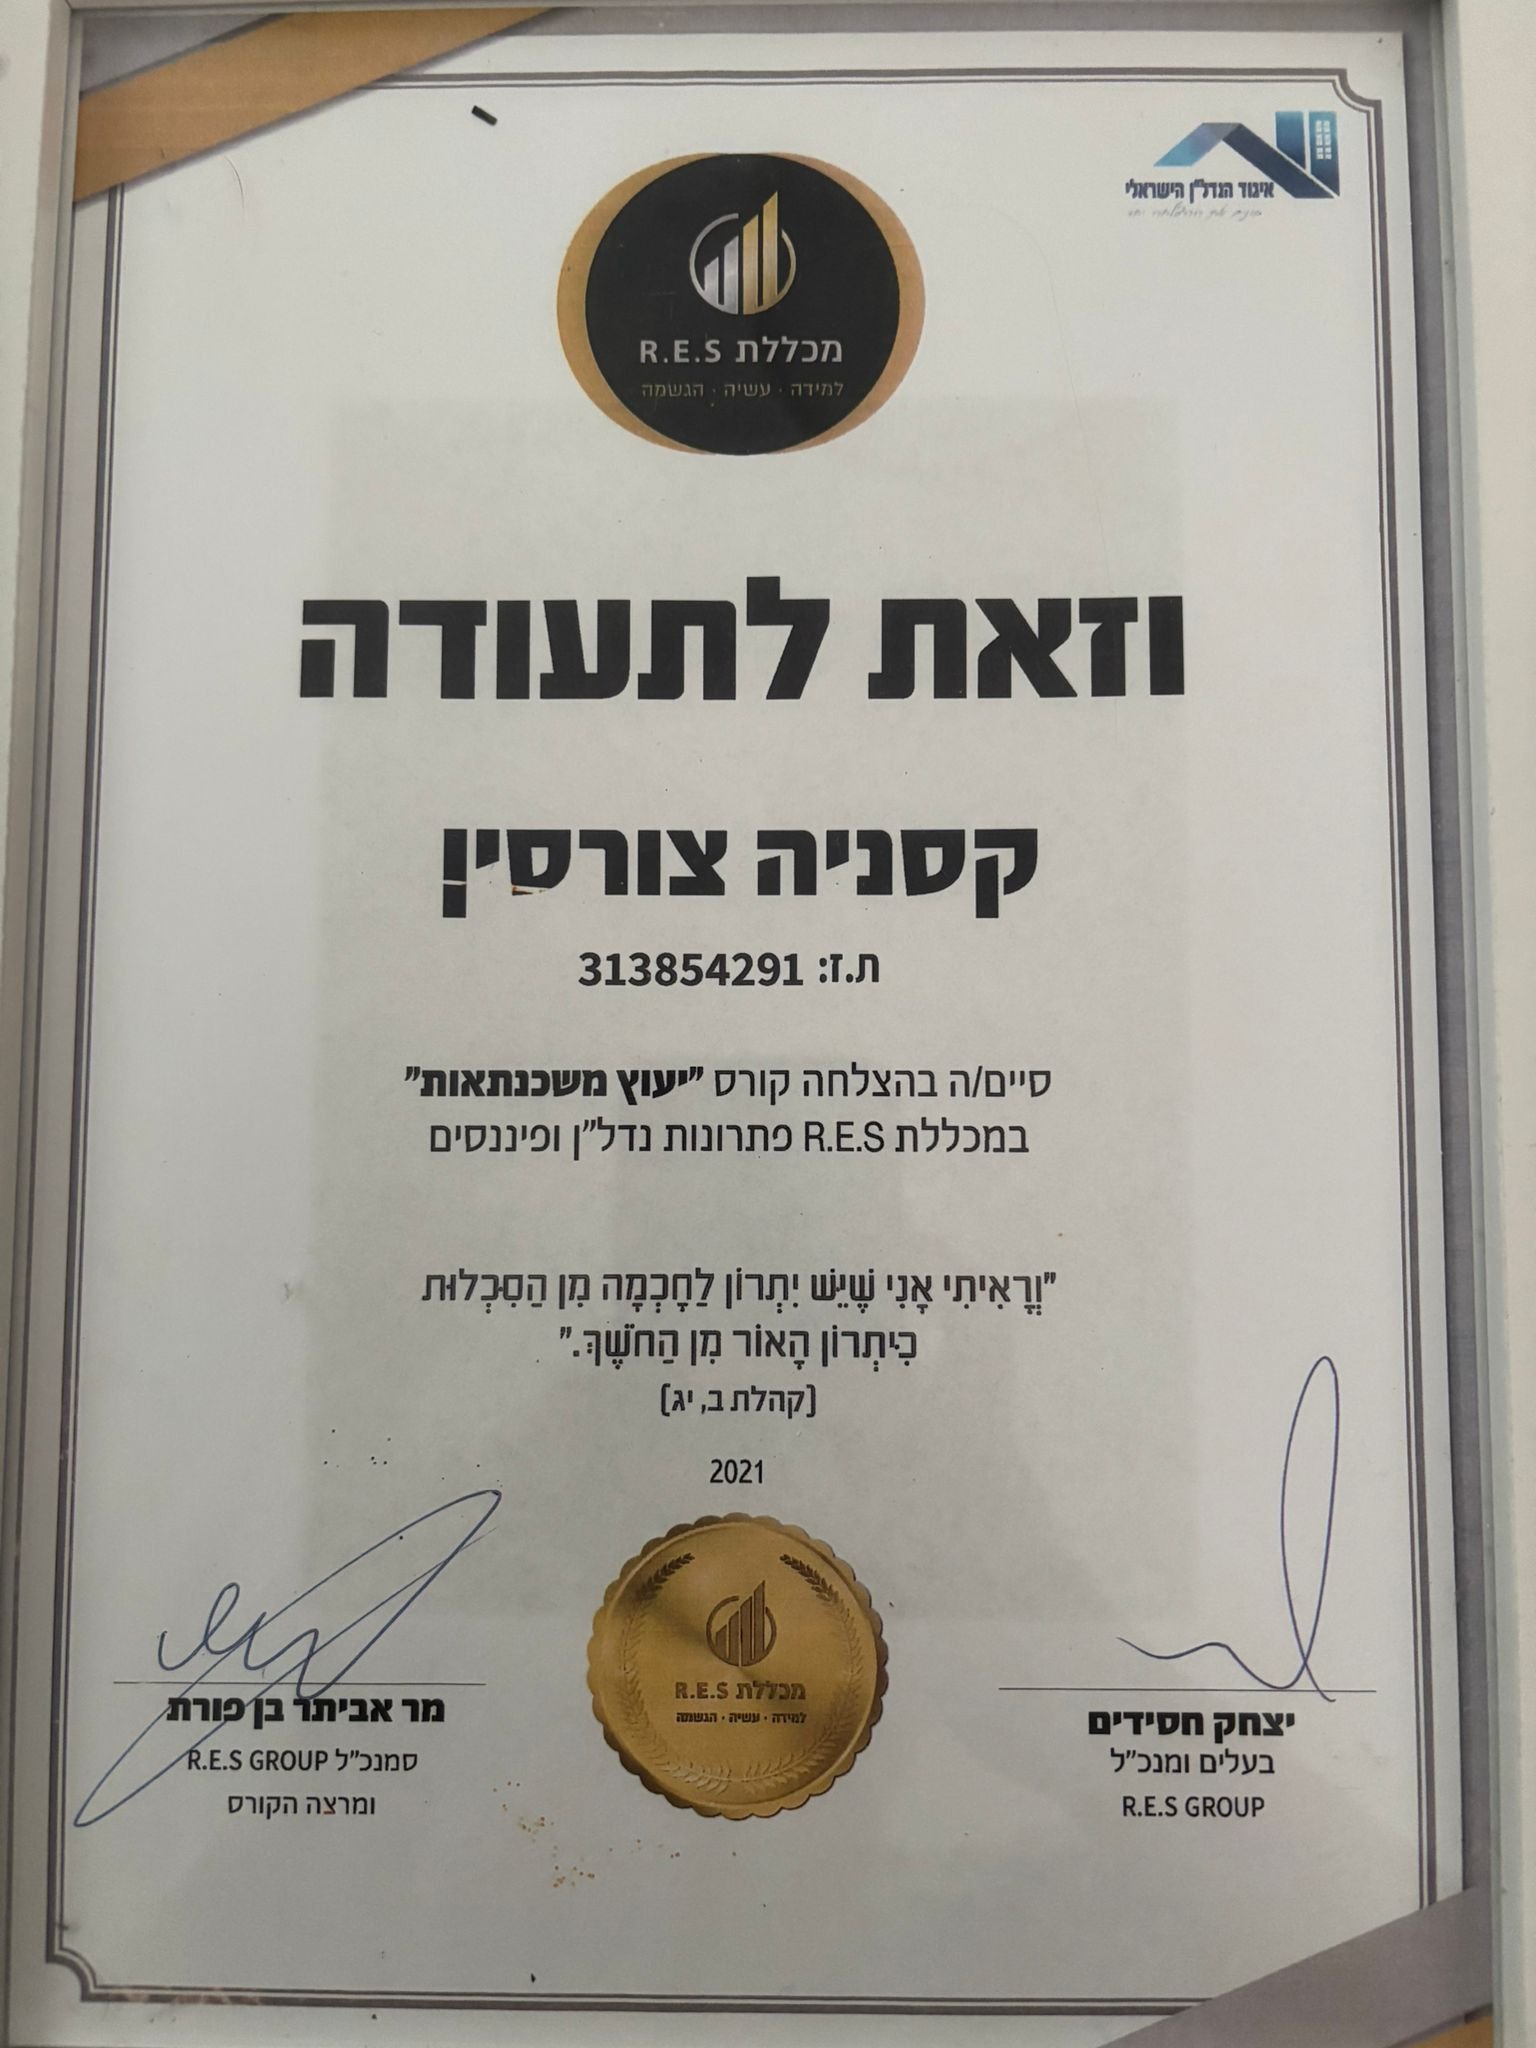 איגוד הנדל"ן הישראלי
מכללת R.E.S
למידה · עשיה · הגשמה
וזאת לתעודה
קסניה צורסין
ת.ז: 313854291
סיים/ה בהצלחה קורס "יעוץ משכנתאות"
במכללת R.E.S פתרונות נדל"ן ופיננסים
"וְרָאִיתִי אָנִי שֶׁיֵּשׁ יִתְרוֹן לַחָכְמָה מִן הַסִּכְלוּת
כִּיתְרוֹן הָאוֹר מִן הַחֹשֶׁךְ."
(קהלת ב, יג)
2021
מכללת R.E.S
למידה · עשיה · הגשמה
יצחק חסידים
בעלים ומנכ"ל
R.E.S GROUP
מר אביתר בן פורת
סמנכ"ל R.E.S GROUP
ומרצה הקורס